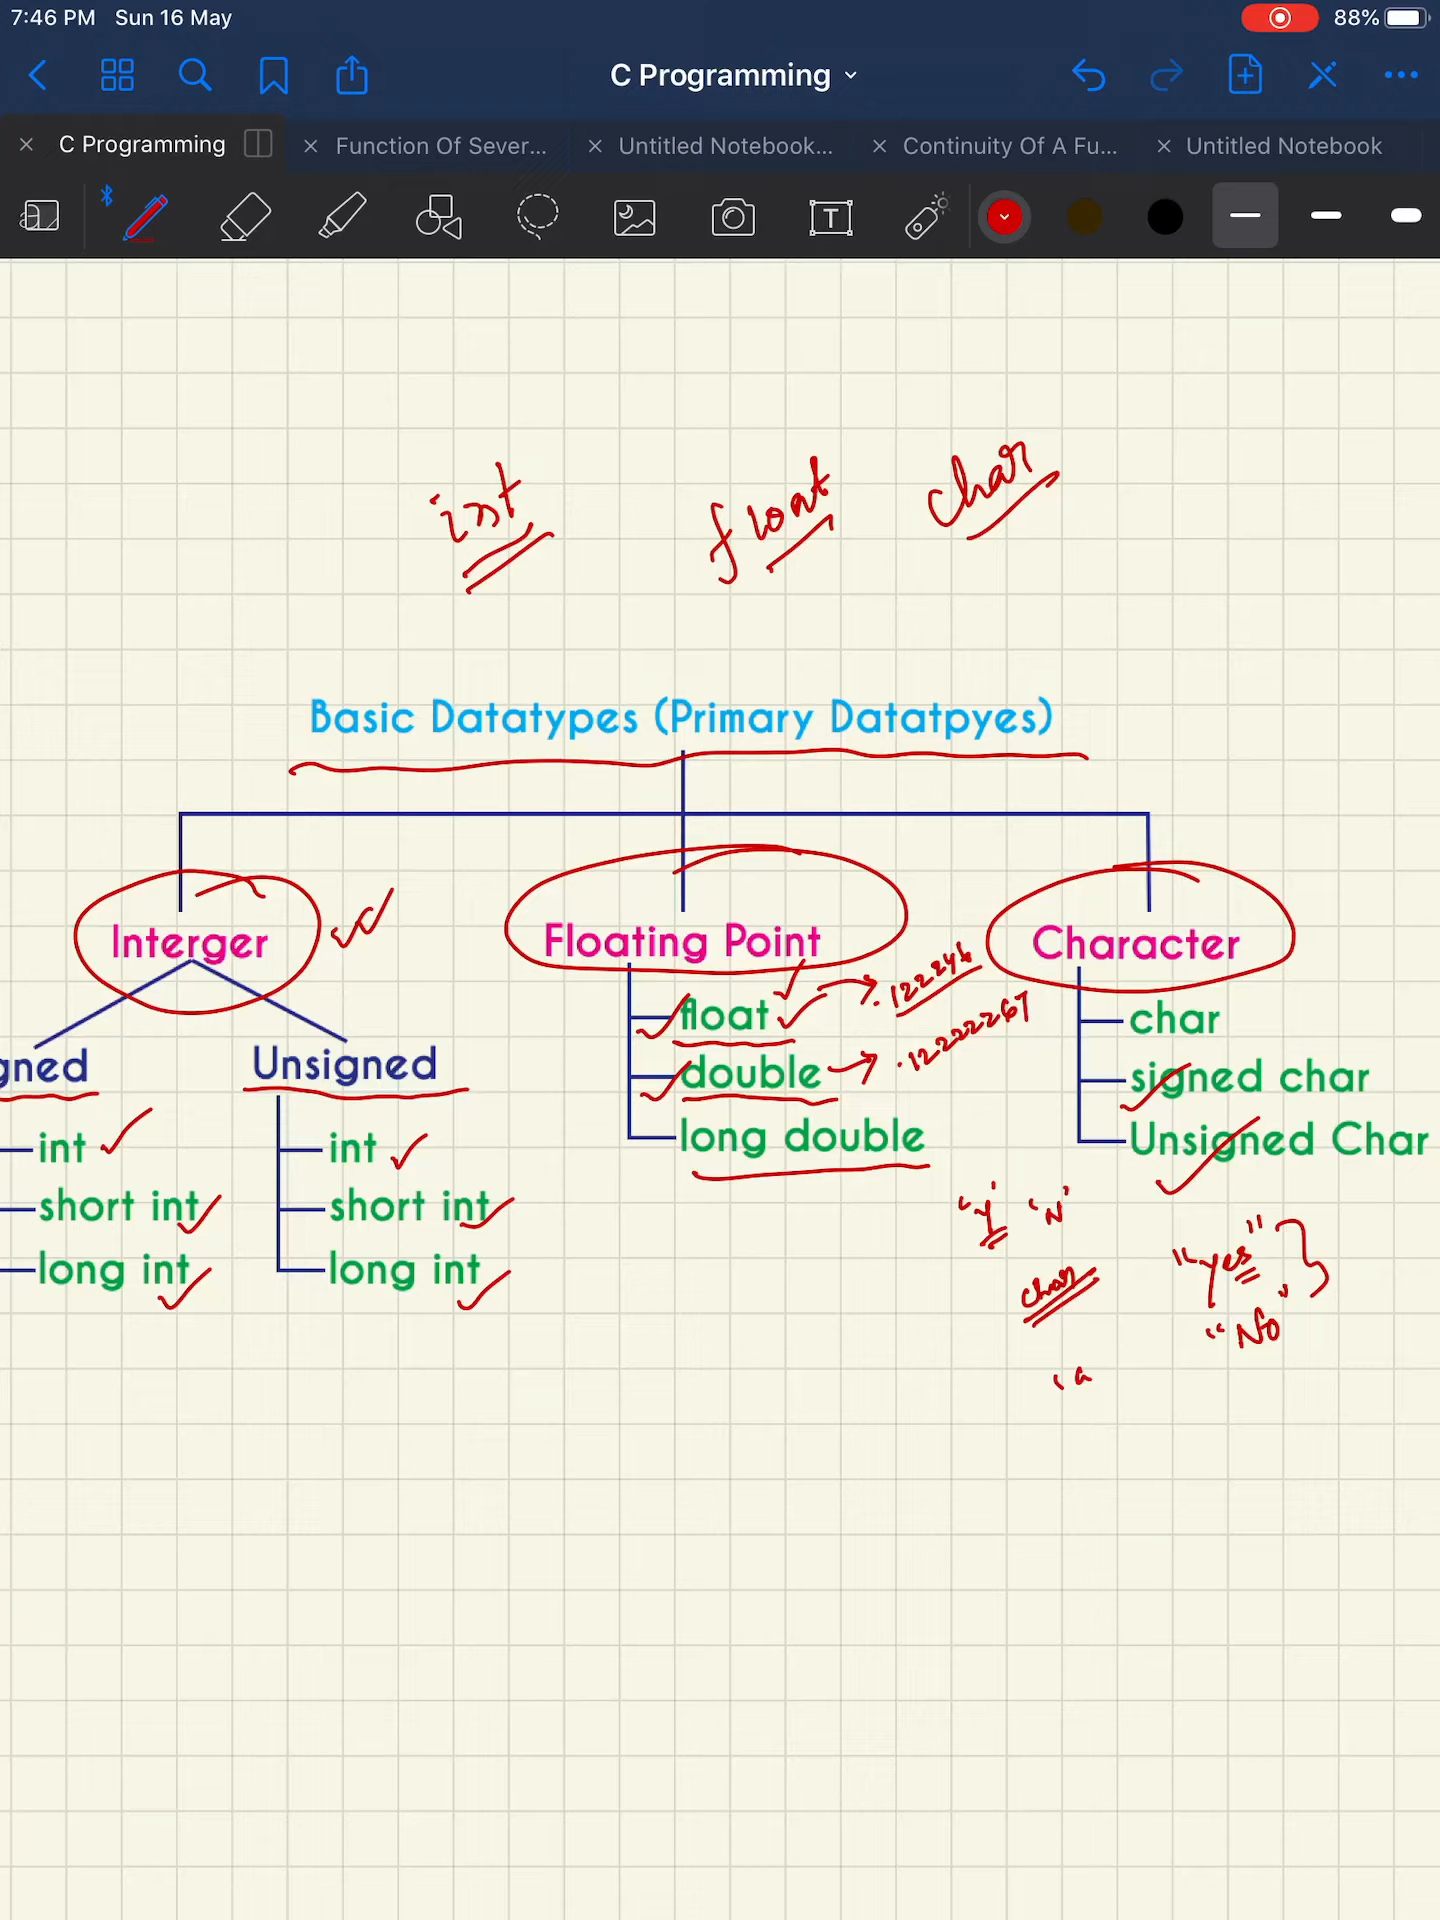 7:46 PM Sun 16 May 88%
C Programming
C Programming Function Of Sever... Untitled Notebook... Continuity Of A Fu... Untitled Notebook
T
int float char
Basic Datatypes (Primary Datatpyes)
Interger Floating Point Character
float → .122246 char
gned Unsigned double → .12222267 signed char
int int long double Unsigned Char
short int short int 'Y' 'N'
long int long int char "yes"
"No"
'a